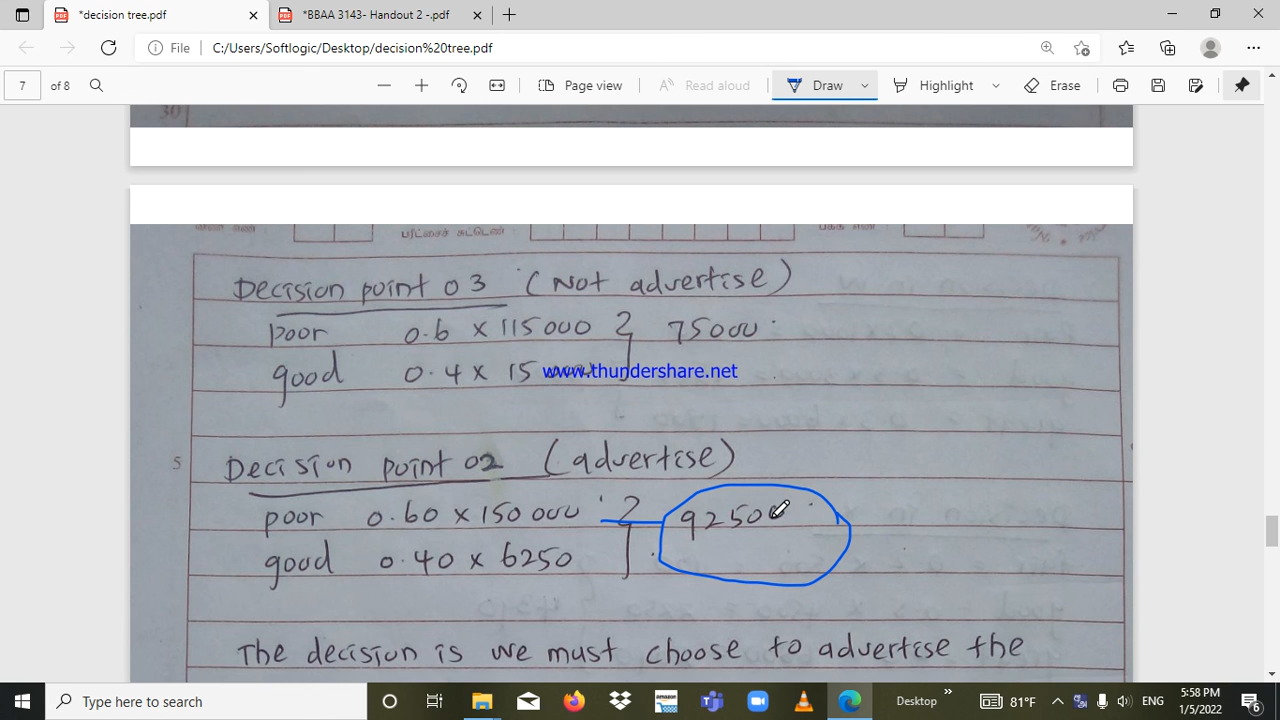 *decision tree.pdf
*BBAA 3143- Handout 2 -.pdf
File C:/Users/Softlogic/Desktop/decision%20tree.pdf
7 of 8 Page view Read aloud Draw Highlight Erase
30
பரீட்சைச் சுட்டெண்
Decision point 03 (Not advertise)
poor 0.6 x 115000 75000
good 0.4 x 15
www.thundershare.net
5
Decision point 02 (advertise)
poor 0.60 x 150000 92500
good 0.40 x 6250
The decision is we must choose to advertise the
Type here to search
Desktop 81°F ENG 5:58 PM
1/5/2022
6